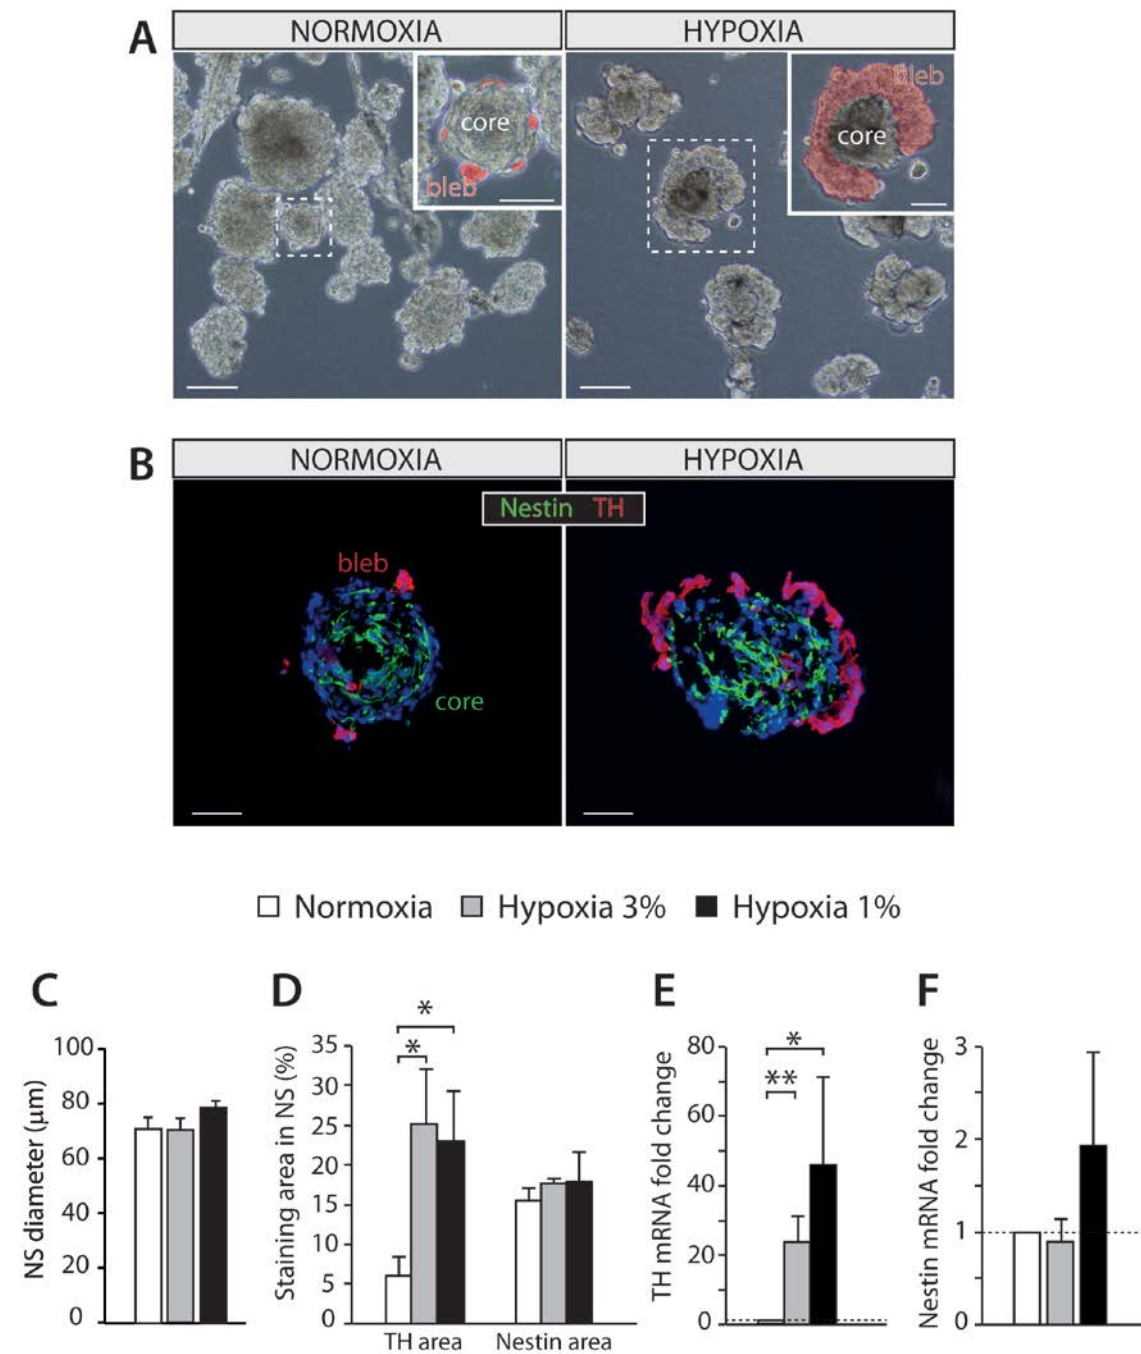 A
NORMOXIA
HYPOXIA
core
bleb
bleb
core
B
NORMOXIA
HYPOXIA
Nestin TH
bleb
core
Normoxia Hypoxia 3% Hypoxia 1%
C
NS diameter (μm)
100
80
60
40
20
0
D
Staining area in NS (%)
35
30
25
20
15
10
5
0
*
*
TH area
Nestin area
E
TH mRNA fold change
80
60
40
20
0
*
**
F
Nestin mRNA fold change
3
2
1
0